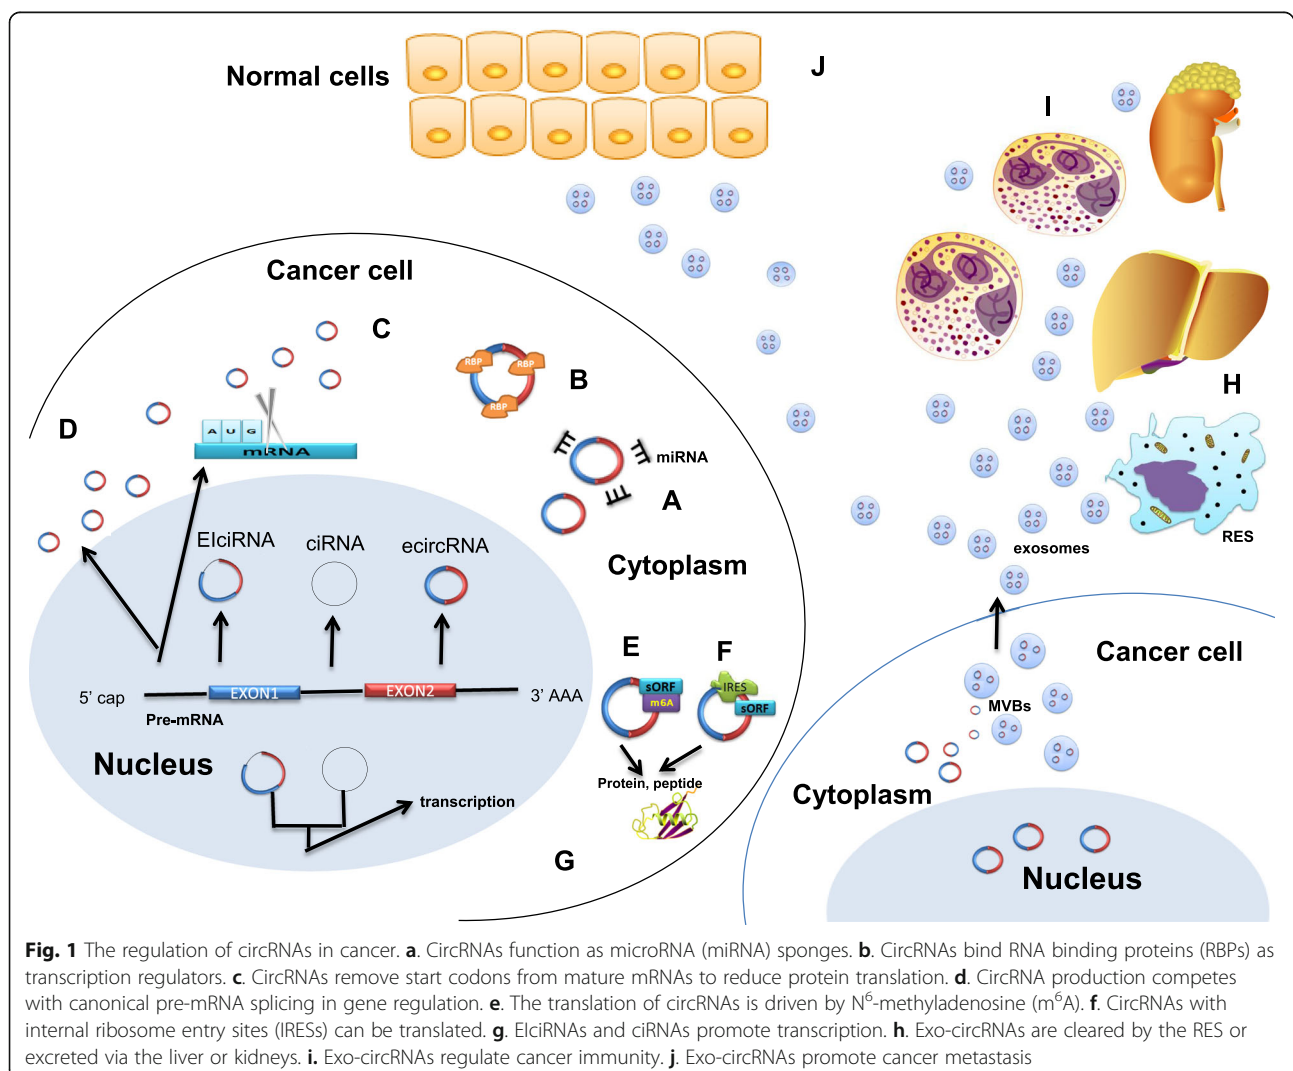 Normal cells
J
I
Cancer cell
C
D
RBP
RBP
RBP
B
A U G
mRNA
miRNA
A
H
RES
exosomes
EIciRNA
ciRNA
ecircRNA
Cytoplasm
E
F
sORF
m6A
IRES
sORF
5' cap
EXON1
EXON2
3' AAA
Pre-mRNA
Nucleus
transcription
Protein, peptide
G
Cancer cell
MVBs
Cytoplasm
Nucleus
Fig. 1 The regulation of circRNAs in cancer. a. CircRNAs function as microRNA (miRNA) sponges. b. CircRNAs bind RNA binding proteins (RBPs) as
transcription regulators. c. CircRNAs remove start codons from mature mRNAs to reduce protein translation. d. CircRNA production competes
with canonical pre-mRNA splicing in gene regulation. e. The translation of circRNAs is driven by N⁶-methyladenosine (m⁶A). f. CircRNAs with
internal ribosome entry sites (IRESs) can be translated. g. EIciRNAs and ciRNAs promote transcription. h. Exo-circRNAs are cleared by the RES or
excreted via the liver or kidneys. i. Exo-circRNAs regulate cancer immunity. j. Exo-circRNAs promote cancer metastasis